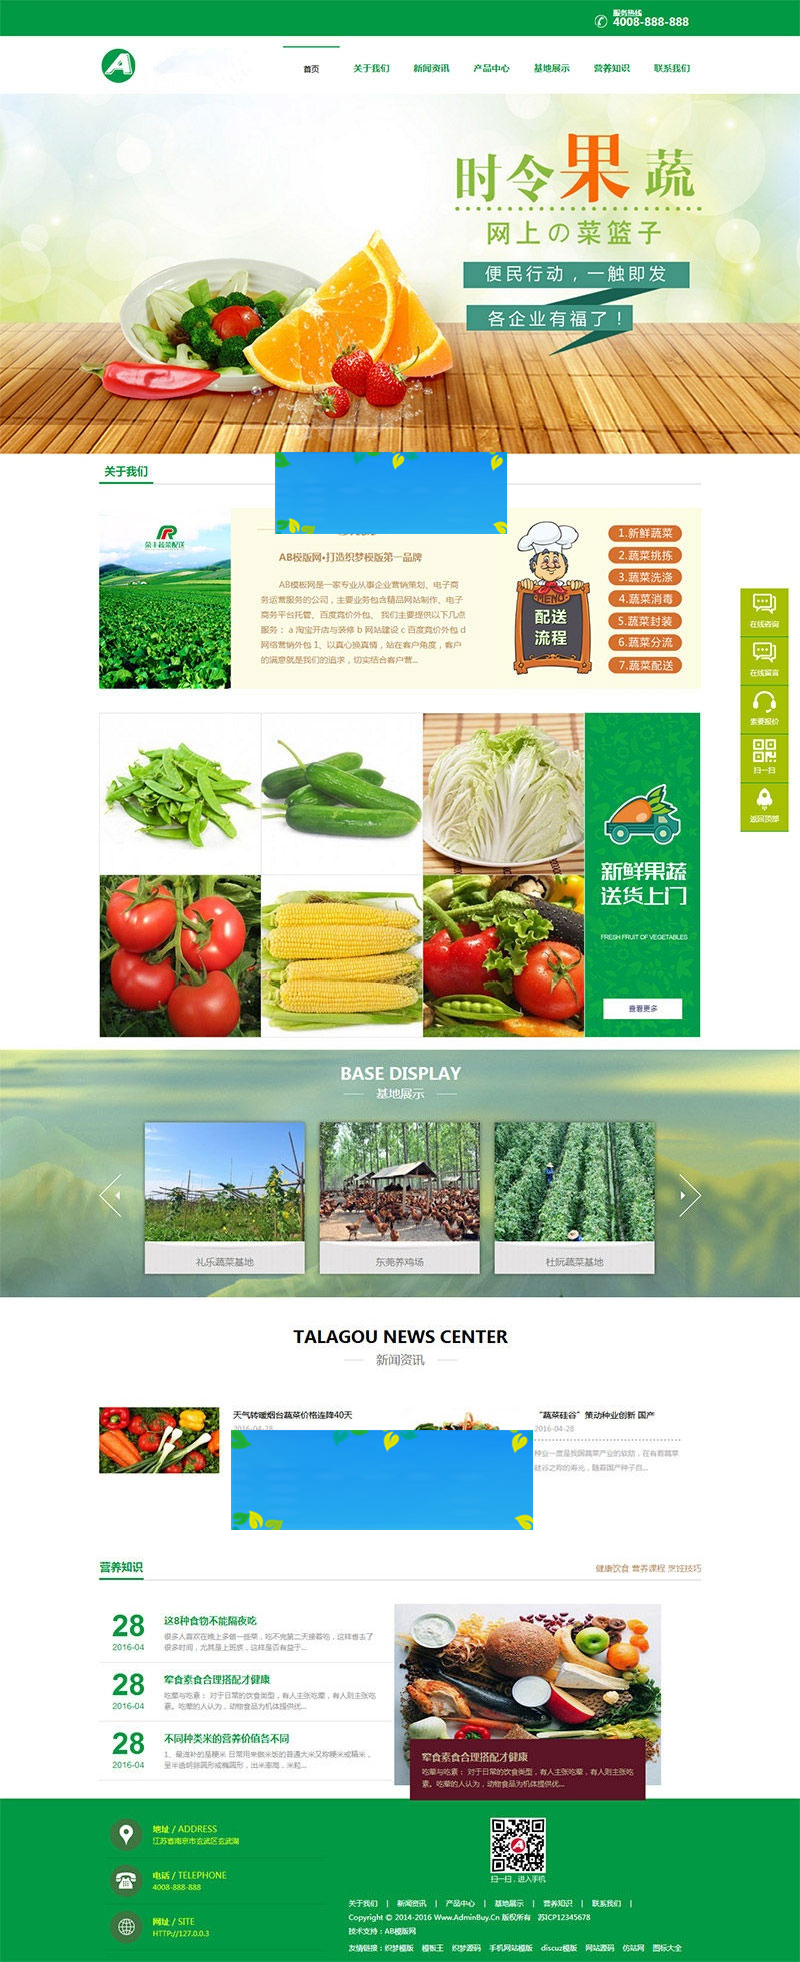 服务热线
4008-888-888
首页 关于我们 新闻资讯 产品中心 基地展示 营养知识 联系我们
时令果蔬
网上の菜篮子
便民行动，一触即发
各企业有福了！
关于我们
荣丰蔬菜配送
AB模版网•打造织梦模版第一品牌
AB模板网是一家专业从事企业营销策划、电子商
务运营服务的公司，主要业务包含精品网站制作、电子
商务平台托管、百度竞价外包、 我们主要提供以下几点
服务： a 淘宝开店与装修 b 网站建设 c 百度竞价外包 d
网络营销外包 1、以真心换真情，站在客户角度，客户
的满意就是我们的追求，切实结合客户营...
MENU
配送
流程
1.新鲜蔬菜
2.蔬菜挑拣
3.蔬菜洗涤
4.蔬菜消毒
5.蔬菜封装
6.蔬菜分流
7.蔬菜配送
在线咨询
在线留言
索要报价
扫一扫
返回顶部
新鲜果蔬
送货上门
FRESH FRUIT OF VEGETABLES
查看更多
BASE DISPLAY
基地展示
礼乐蔬菜基地
东莞养鸡场
杜阮蔬菜基地
TALAGOU NEWS CENTER
新闻资讯
天气转暖烟台蔬菜价格连降40天
2016-04-28
“蔬菜硅谷”策动种业创新 国产
2016-04-28
种业一度是我国蔬菜产业的软肋，在有着蔬菜
硅谷之称的寿光，随着国产种子自...
营养知识
健康饮食 营养课程 烹饪技巧
28
2016-04
这8种食物不能隔夜吃
很多人喜欢在晚上多做一些菜，吃不完第二天接着吃，这样省去了
很多时间，尤其是上班族，这样是否有益于...
28
2016-04
荤食素食合理搭配才健康
吃荤与吃素： 对于日常的饮食类型，有人主张吃荤，有人则主张吃
素。吃荤的人认为，动物食品为机体提供优...
28
2016-04
不同种类米的营养价值各不同
1、最滋补的是粳米 日常用来做米饭的普通大米又称粳米或精米，
呈半透明卵圆形或椭圆形，出米率高，米粒...
荤食素食合理搭配才健康
吃荤与吃素： 对于日常的饮食类型，有人主张吃荤，有人则主张吃
素。吃荤的人认为，动物食品为机体提供优...
地址 / ADDRESS
江苏省南京市玄武区玄武湖
电话 / TELEPHONE
4008-888-888
网址 / SITE
HTTP://127.0.0.3
扫一扫，进入手机
关于我们 | 新闻资讯 | 产品中心 | 基地展示 | 营养知识 | 联系我们 |
Copyright © 2014-2016 Www.AdminBuy.Cn 版权所有 苏ICP12345678
技术支持：AB模版网
友情链接：织梦模版 模板王 织梦源码 手机网站模版 discuz模版 网站源码 仿站网 图标大全